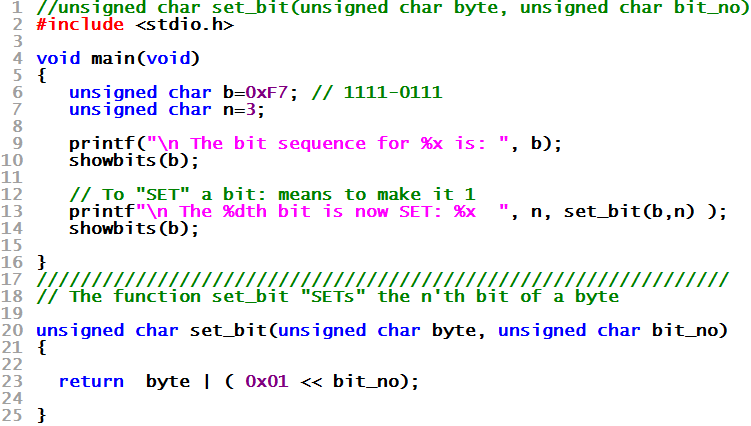 1 //unsigned char set_bit(unsigned char byte, unsigned char bit_no)
2 #include <stdio.h>
3
4 void main(void)
5 {
6    unsigned char b=0xF7; // 1111-0111
7    unsigned char n=3;
8
9    printf("\n The bit sequence for %x is: ", b);
10    showbits(b);
11
12    // To "SET" a bit: means to make it 1
13    printf"\n The %dth bit is now SET: %x  ", n, set_bit(b,n) );
14    showbits(b);
15
16 }
17 ///////////////////////////////////////////////////////////////
18 // The function set_bit "SETs" the n'th bit of a byte
19
20 unsigned char set_bit(unsigned char byte, unsigned char bit_no)
21 {
22
23   return  byte | ( 0x01 << bit_no);
24
25 }